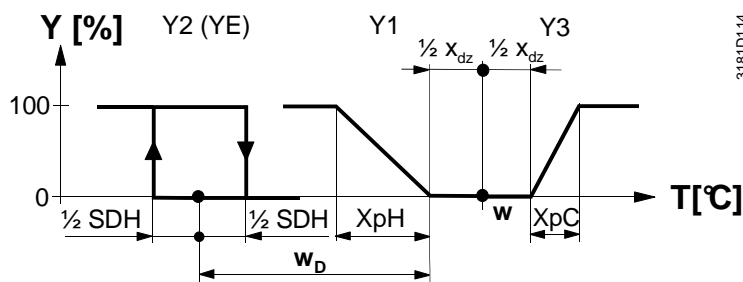 Y [%]
Y2 (YE)
Y1
Y3
½ xdz
½ xdz
3181D114
100
0
T[°C]
½ SDH
½ SDH
XpH
w
XpC
wD